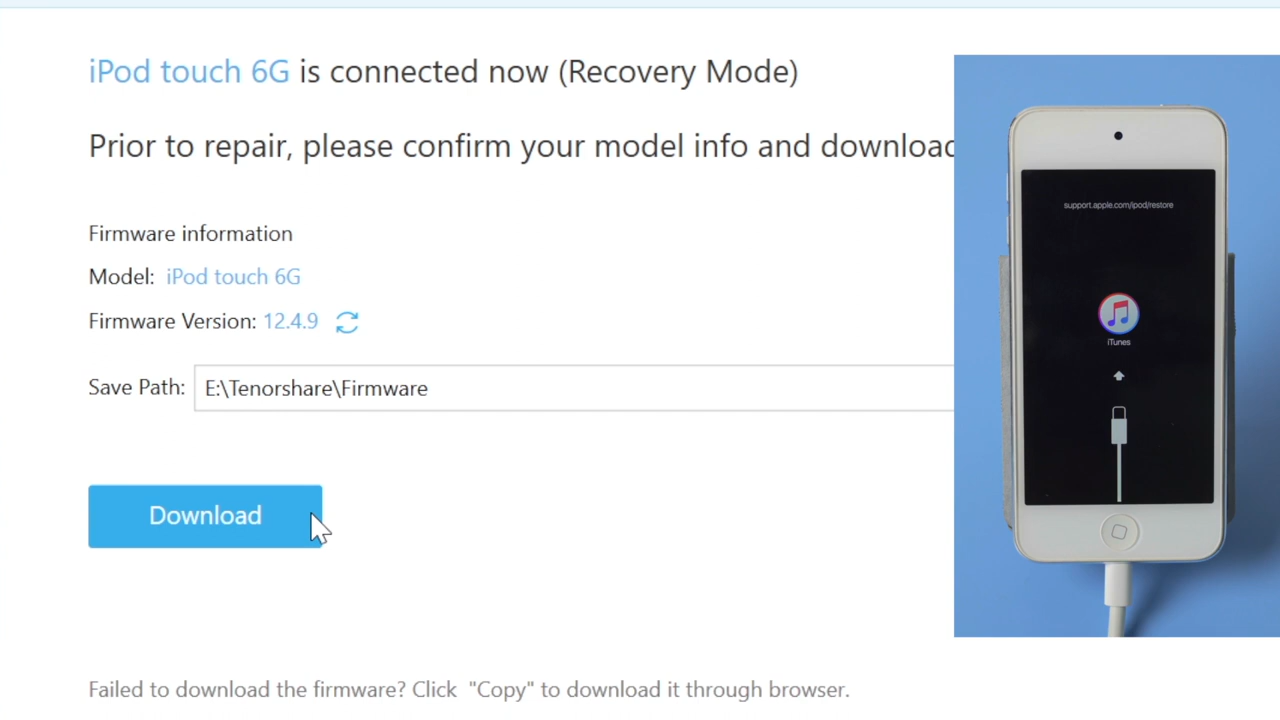 iPod touch 6G is connected now (Recovery Mode)
Prior to repair, please confirm your model info and download
Firmware information
Model: iPod touch 6G
Firmware Version: 12.4.9
Save Path: E:\Tenorshare\Firmware
Download
Failed to download the firmware? Click "Copy" to download it through browser.
support.apple.com/ipod/restore
iTunes